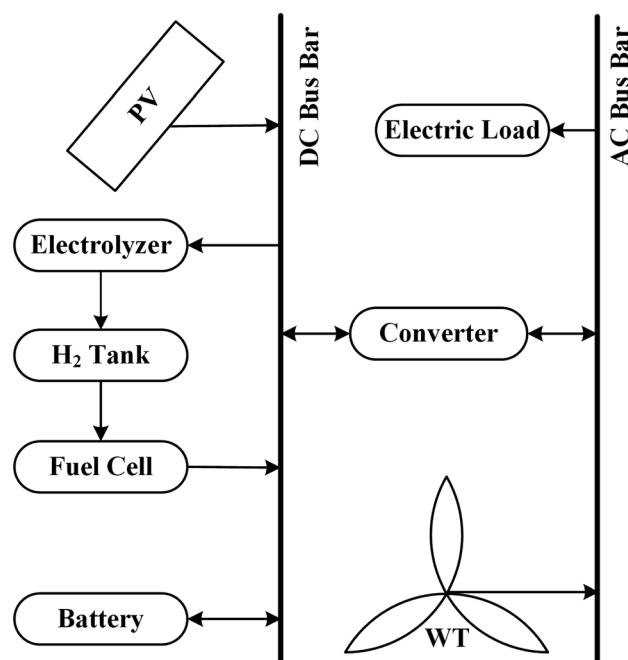 PV
DC Bus Bar
Electric Load
AC Bus Bar
Electrolyzer
H₂ Tank
Converter
Fuel Cell
Battery
WT